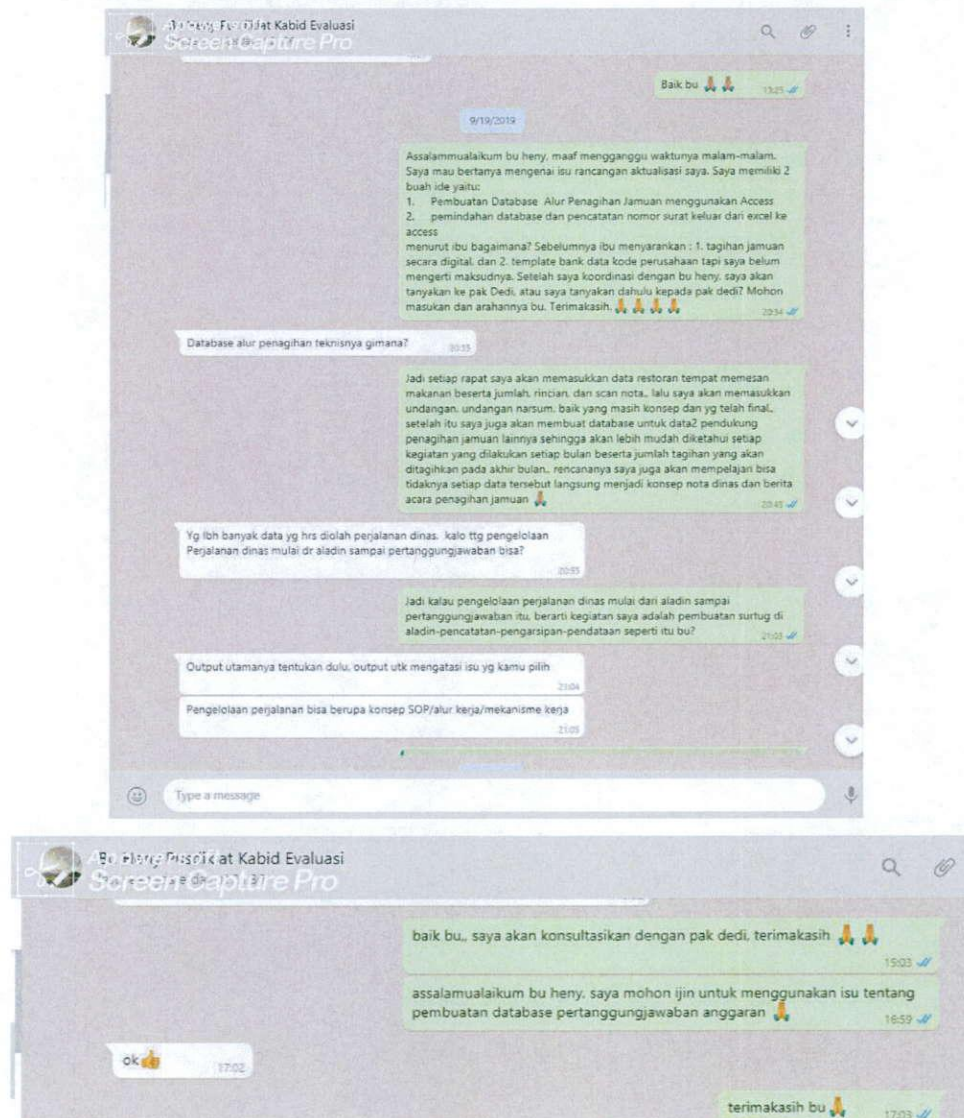 Bu Heny Pusdiklat Kabid Evaluasi
Screen Capture Pro
Baik bu 🙏 🙏
13:25
9/19/2019
Assalammualaikum bu heny, maaf mengganggu waktunya malam-malam.
Saya mau bertanya mengenai isu rancangan aktualisasi saya. Saya memiliki 2
buah ide yaitu:
1. Pembuatan Database Alur Penagihan Jamuan menggunakan Access
2. pemindahan database dan pencatatan nomor surat keluar dari excel ke
access
menurut ibu bagaimana? Sebelumnya ibu menyarankan : 1. tagihan jamuan
secara digital. dan 2. template bank data kode perusahaan tapi saya belum
mengerti maksudnya. Setelah saya koordinasi dengan bu heny, saya akan
tanyakan ke pak Dedi, atau saya tanyakan dahulu kepada pak dedi? Mohon
masukan dan arahannya bu. Terimakasih. 🙏 🙏 🙏 🙏
20:34
Database alur penagihan teknisnya gimana?
20:35
Jadi setiap rapat saya akan memasukkan data restoran tempat memesan
makanan beserta jumlah, rincian, dan scan nota,, lalu saya akan memasukkan
undangan, undangan narsum, baik yang masih konsep dan yg telah final,,
setelah itu saya juga akan membuat database untuk data2 pendukung
penagihan jamuan lainnya sehingga akan lebih mudah diketahui setiap
kegiatan yang dilakukan setiap bulan beserta jumlah tagihan yang akan
ditagihkan pada akhir bulan,, rencananya saya juga akan mempelajari bisa
tidaknya setiap data tersebut langsung menjadi konsep nota dinas dan berita
acara penagihan jamuan 🙏
20:45
Yg lbh banyak data yg hrs diolah perjalanan dinas. kalo ttg pengelolaan
Perjalanan dinas mulai dr aladin sampai pertanggungjawaban bisa?
20:55
Jadi kalau pengelolaan perjalanan dinas mulai dari aladin sampai
pertanggungjawaban itu, berarti kegiatan saya adalah pembuatan surtug di
aladin-pencatatan-pengarsipan-pendataan seperti itu bu?
21:03
Output utamanya tentukan dulu, output utk mengatasi isu yg kamu pilih
21:04
Pengelolaan perjalanan bisa berupa konsep SOP/alur kerja/mekanisme kerja
21:05
Type a message
Bu Heny Pusdiklat Kabid Evaluasi
Screen Capture Pro
baik bu,, saya akan konsultasikan dengan pak dedi, terimakasih 🙏 🙏
15:03
assalamualaikum bu heny, saya mohon ijin untuk menggunakan isu tentang
pembuatan database pertanggungjawaban anggaran 🙏
16:59
ok👍
17:02
terimakasih bu 🙏
17:03